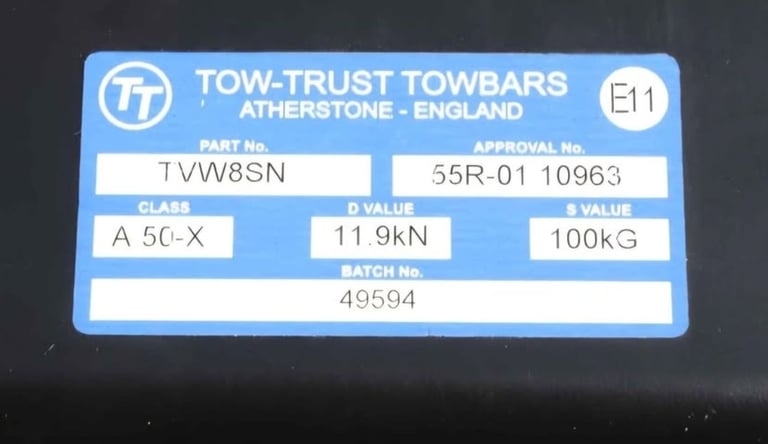 TT
TOW-TRUST TOWBARS
ATHERSTONE - ENGLAND
E11
PART No.
APPROVAL No.
TVW8SN
55R-01 10963
CLASS
D VALUE
S VALUE
A 50-X
11.9kN
100kG
BATCH No.
49594